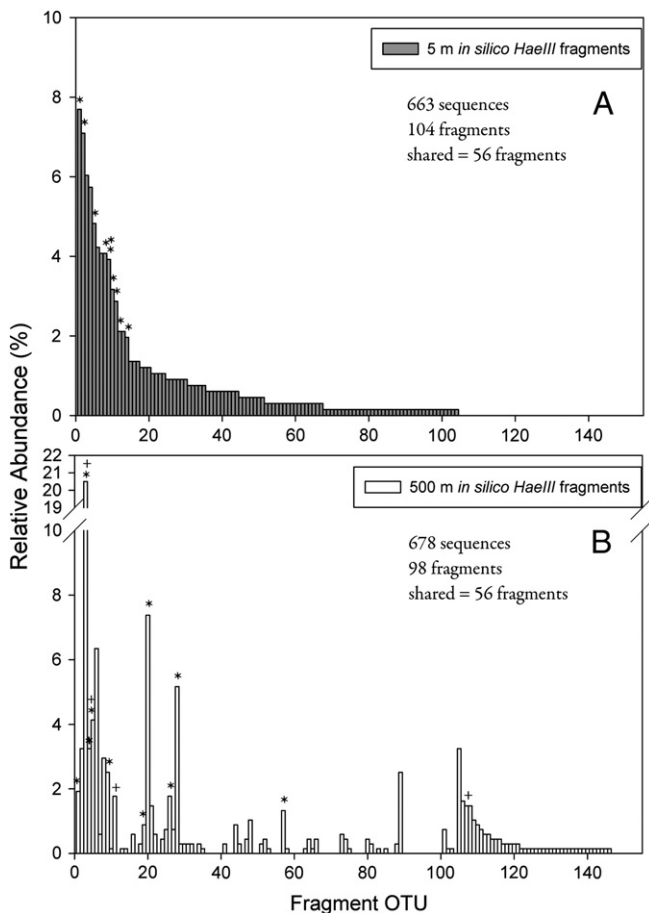 10
8
6
4
2
0
5 m in silico HaeIII fragments
A
663 sequences
104 fragments
shared = 56 fragments
*
*
*
*
*
*
*
*
*
*
0 20 40 60 80 100 120 140
Relative Abundance (%)
22
21
20
19
10
8
6
4
2
0
500 m in silico HaeIII fragments
B
678 sequences
98 fragments
shared = 56 fragments
+
*
*
*
+
*
*
*
*
+
*
*
*
+
0 20 40 60 80 100 120 140
Fragment OTU